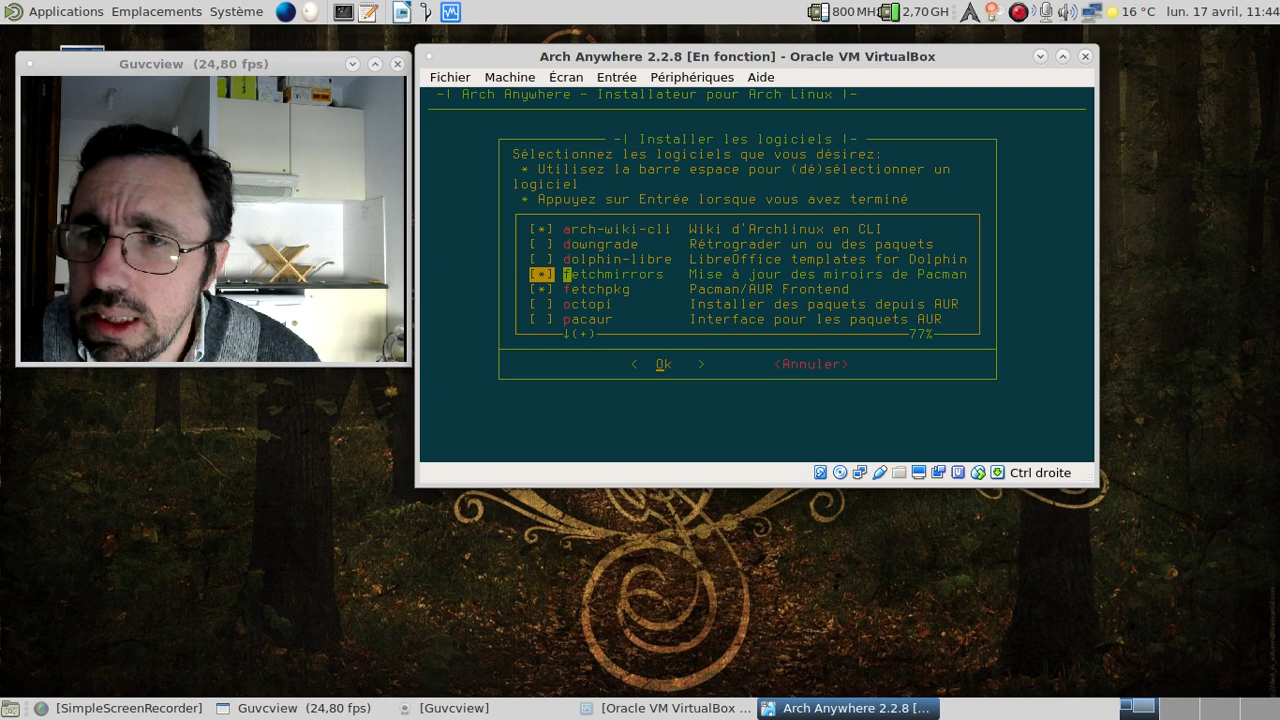 Applications Emplacements Système
800 MH 2,70 GH 16 °C lun. 17 avril, 11:44
Guvcview (24,80 fps)
Arch Anywhere 2.2.8 [En fonction] - Oracle VM VirtualBox
Fichier Machine Écran Entrée Périphériques Aide
-| Arch Anywhere - Installateur pour Arch Linux |-
-| Installer les logiciels |-
Sélectionnez les logiciels que vous désirez:
* Utilisez la barre espace pour (dé)sélectionner un
logiciel
* Appuyez sur Entrée lorsque vous avez terminé
[*] arch-wiki-cli Wiki d'Archlinux en CLI
[ ] downgrade Rétrograder un ou des paquets
[ ] dolphin-libre LibreOffice templates for Dolphin
[*] fetchmirrors Mise à jour des miroirs de Pacman
[*] fetchpkg Pacman/AUR Frontend
[ ] octopi Installer des paquets depuis AUR
[ ] pacaur Interface pour les paquets AUR
↓(+) 77%
< Ok > <Annuler>
Ctrl droite
[SimpleScreenRecorder] Guvcview (24,80 fps) [Guvcview] [Oracle VM VirtualBox ... Arch Anywhere 2.2.8 [...